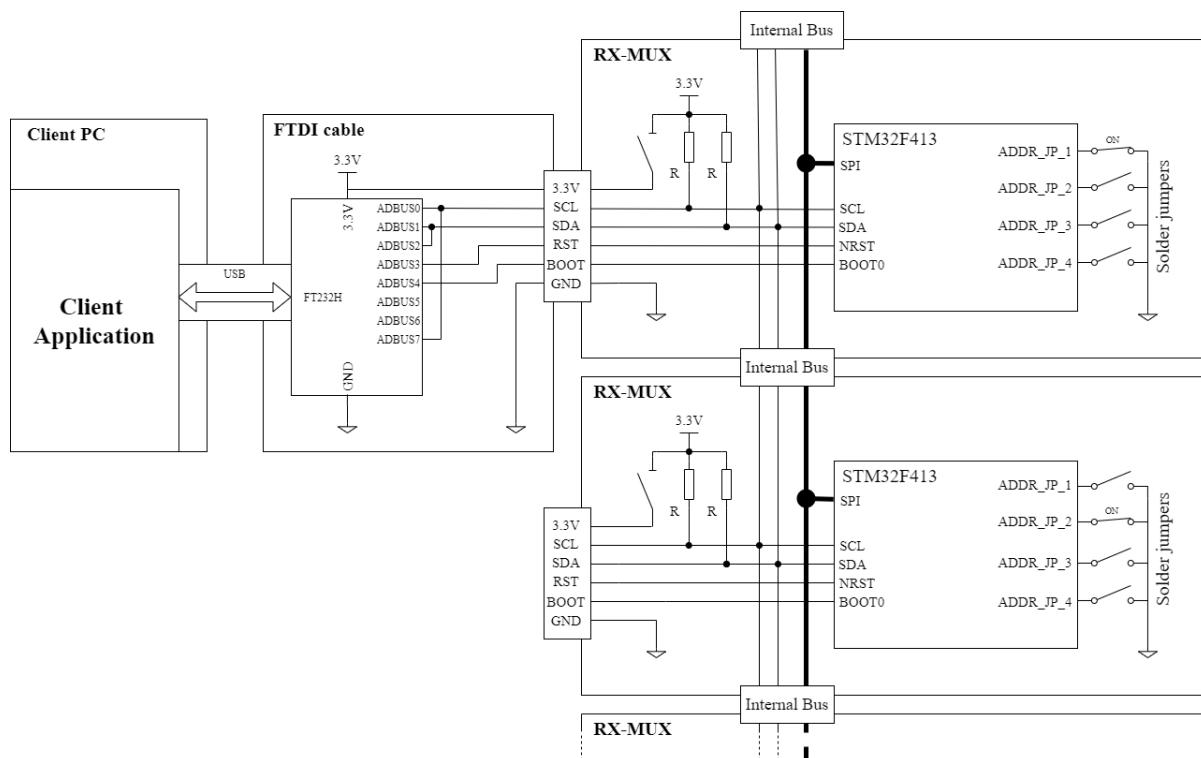 Internal Bus
RX-MUX
Client PC
FTDI cable
3.3V
3.3V
3.3V
ADBUS0
ADBUS1
ADBUS2
ADBUS3
ADBUS4
ADBUS5
ADBUS6
ADBUS7
FT232H
GND
USB
Client
Application
3.3V
SCL
SDA
RST
BOOT
GND
R
R
STM32F413
SPI
SCL
SDA
NRST
BOOT0
ADDR_JP_1
ADDR_JP_2
ADDR_JP_3
ADDR_JP_4
ON
Solder jumpers
Internal Bus
RX-MUX
3.3V
R
R
3.3V
SCL
SDA
RST
BOOT
GND
STM32F413
SPI
SCL
SDA
NRST
BOOT0
ADDR_JP_1
ADDR_JP_2
ADDR_JP_3
ADDR_JP_4
ON
Solder jumpers
Internal Bus
RX-MUX